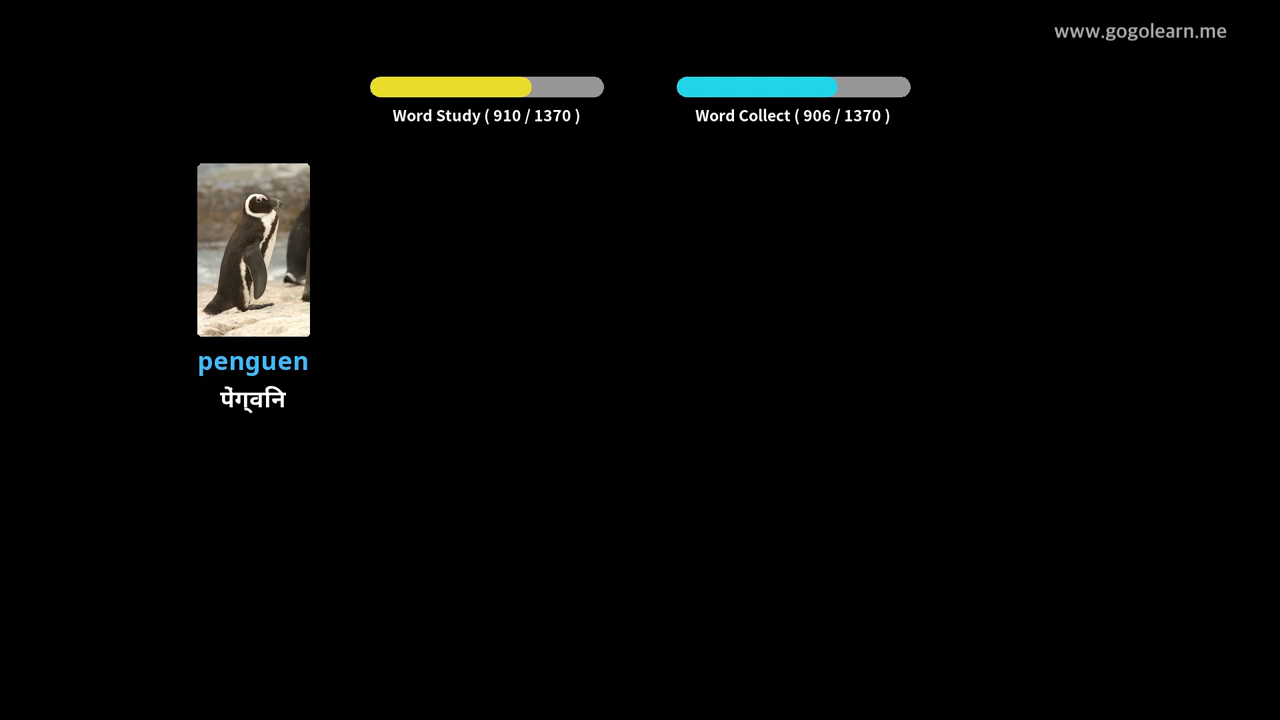 www.gogolearn.me
Word Study ( 910 / 1370 )
Word Collect ( 906 / 1370 )
penguen
पेंग्विन